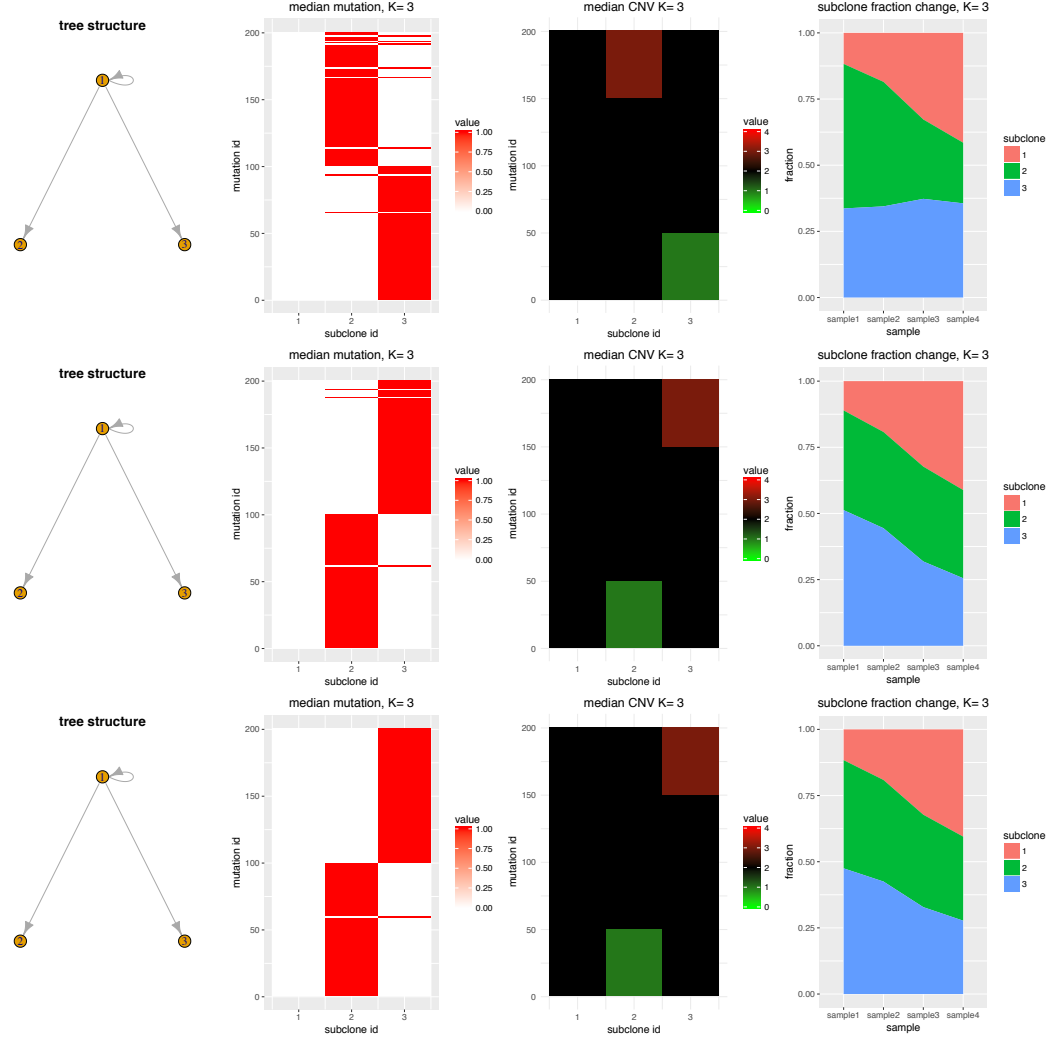 tree structure
1
2
3
median mutation, K= 3
mutation id
200
150
100
50
0
1
2
3
subclone id
value
1.00
0.75
0.50
0.25
0.00
median CNV K= 3
mutation id
200
150
100
50
0
1
2
3
subclone id
value
4
3
2
1
0
subclone fraction change, K= 3
fraction
1.00
0.75
0.50
0.25
0.00
sample1
sample2
sample3
sample4
sample
subclone
1
2
3
tree structure
1
2
3
median mutation, K= 3
mutation id
200
150
100
50
0
1
2
3
subclone id
value
1.00
0.75
0.50
0.25
0.00
median CNV K= 3
mutation id
200
150
100
50
0
1
2
3
subclone id
value
4
3
2
1
0
subclone fraction change, K= 3
fraction
1.00
0.75
0.50
0.25
0.00
sample1
sample2
sample3
sample4
sample
subclone
1
2
3
tree structure
1
2
3
median mutation, K= 3
mutation id
200
150
100
50
0
1
2
3
subclone id
value
1.00
0.75
0.50
0.25
0.00
median CNV K= 3
mutation id
200
150
100
50
0
1
2
3
subclone id
value
4
3
2
1
0
subclone fraction change, K= 3
fraction
1.00
0.75
0.50
0.25
0.00
sample1
sample2
sample3
sample4
sample
subclone
1
2
3